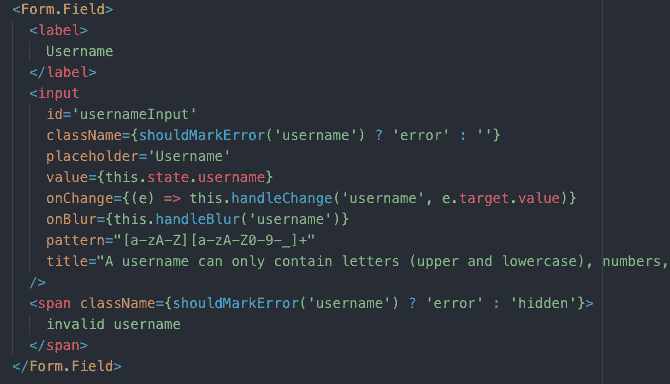 <Form.Field>
<label>
Username
</label>
<input
id='usernameInput'
className={shouldMarkError('username') ? 'error' : ''}
placeholder='Username'
value={this.state.username}
onChange={(e) => this.handleChange('username', e.target.value)}
onBlur={this.handleBlur('username')}
pattern="[a-zA-Z][a-zA-Z0-9-_]+"
title="A username can only contain letters (upper and lowercase), numbers,
/>
<span className={shouldMarkError('username') ? 'error' : 'hidden'}>
invalid username
</span>
</Form.Field>